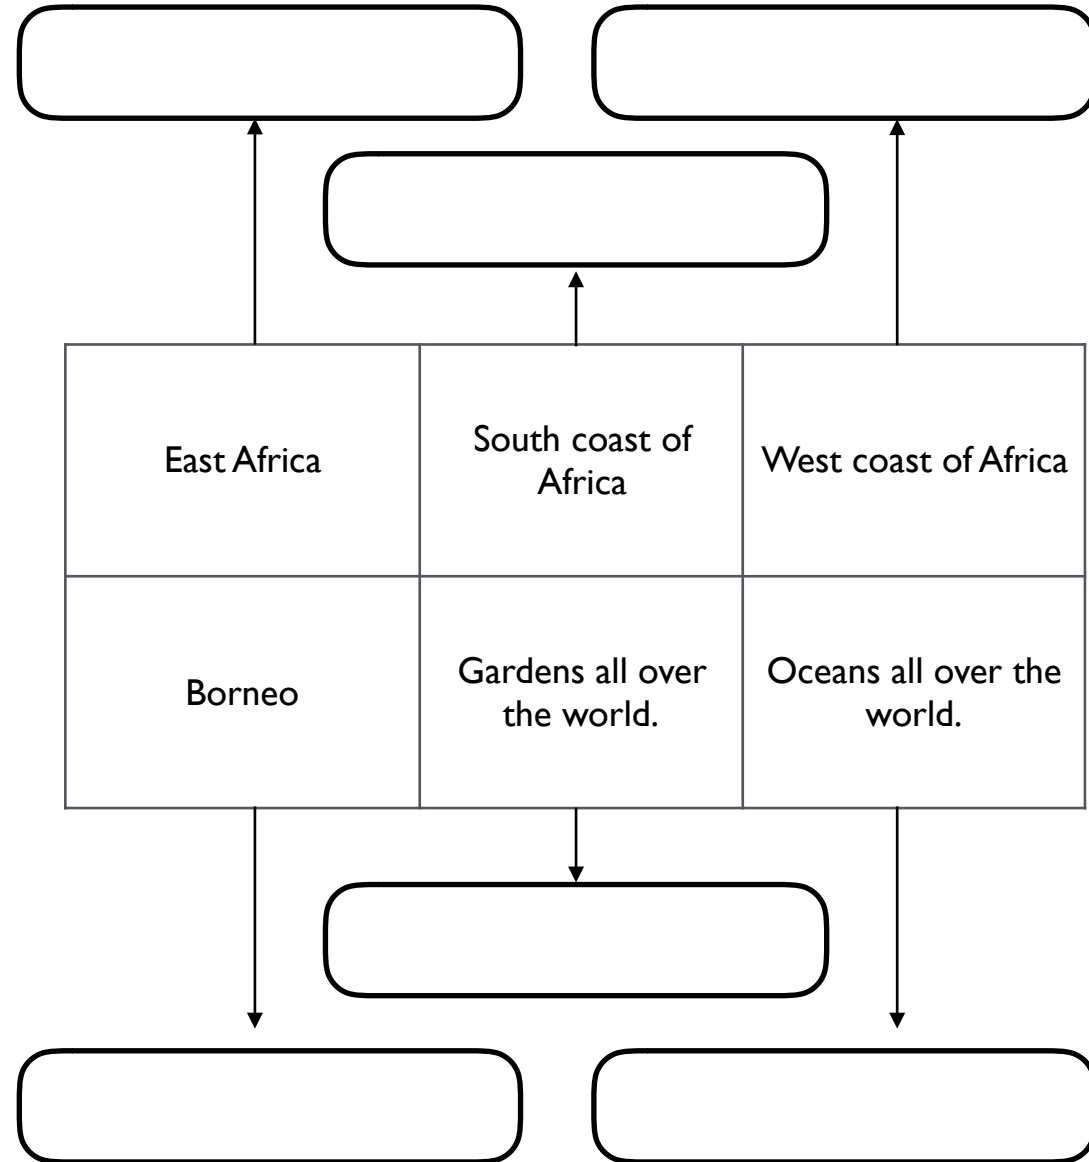 East Africa
South coast of
Africa
West coast of Africa
Borneo
Gardens all over
the world.
Oceans all over the
world.